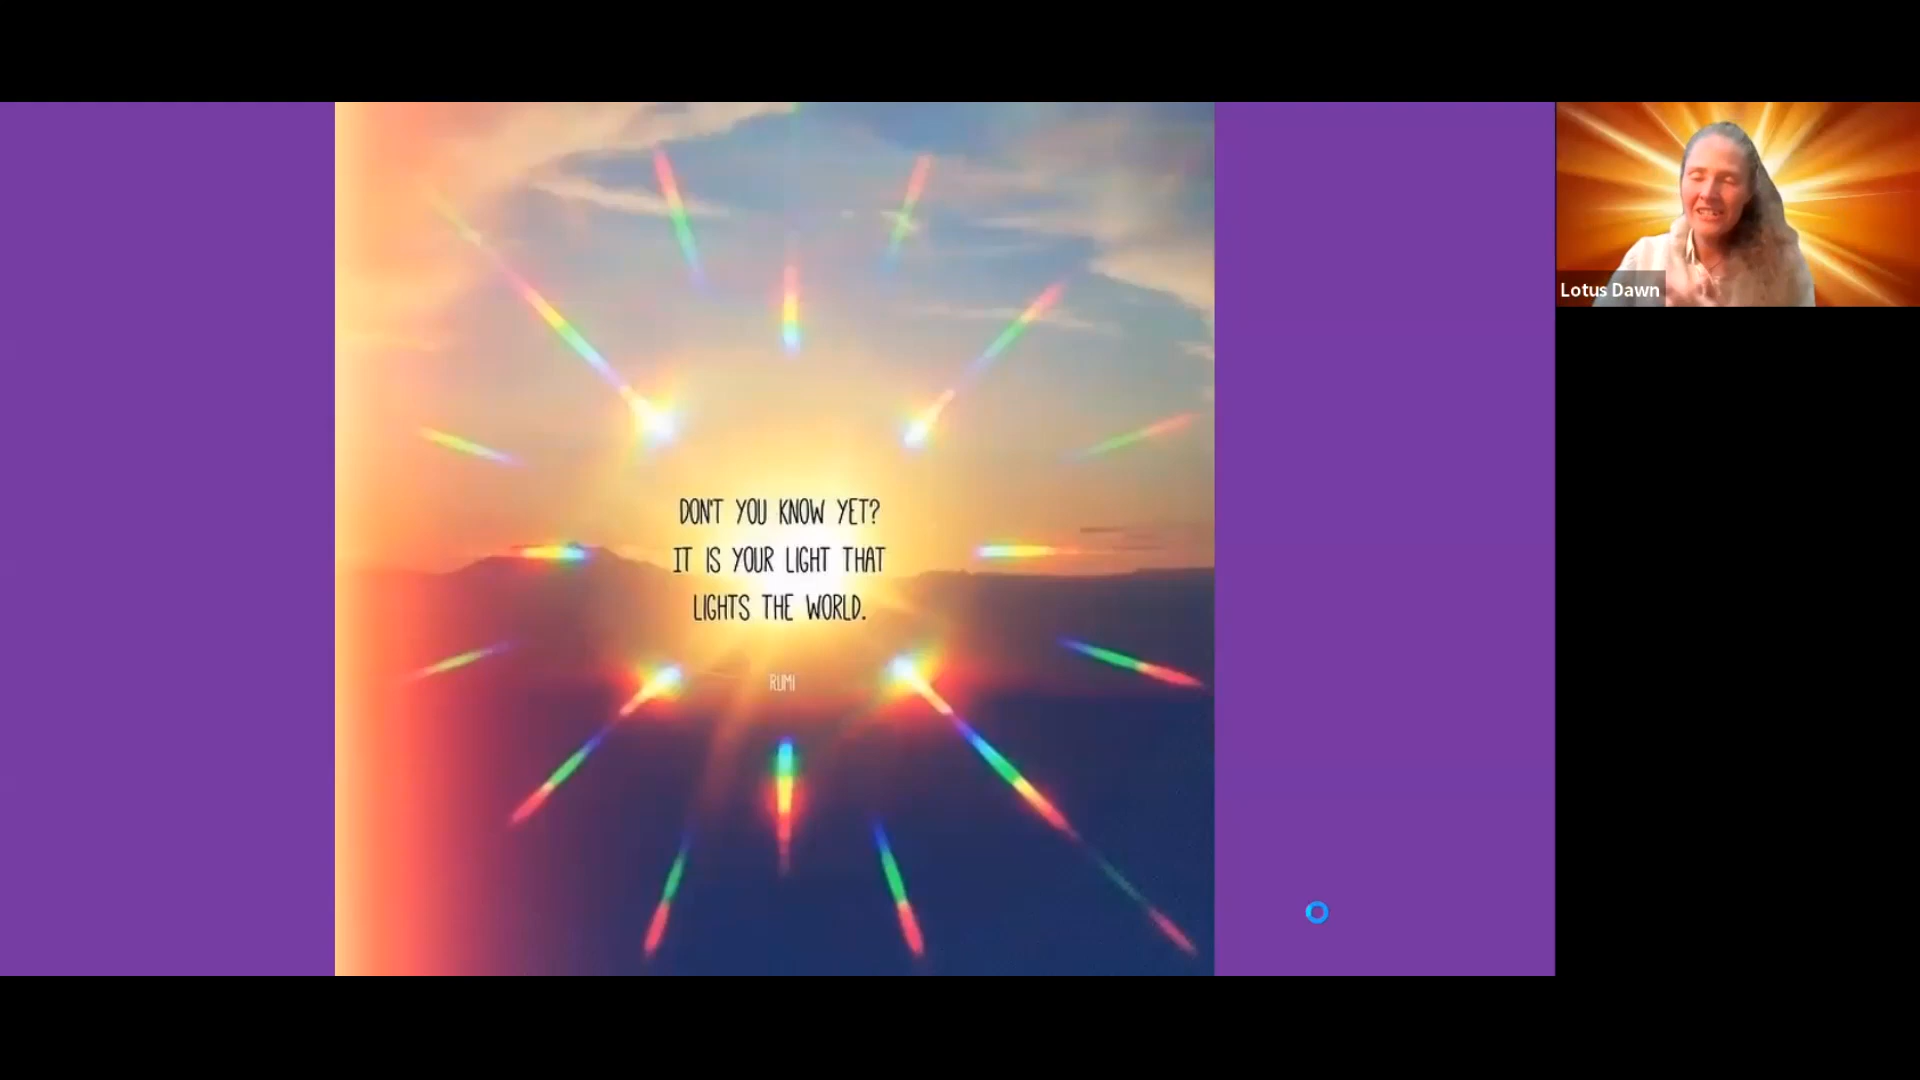 DON'T YOU KNOW YET?
IT IS YOUR LIGHT THAT
LIGHTS THE WORLD.
RUMI
Lotus Dawn